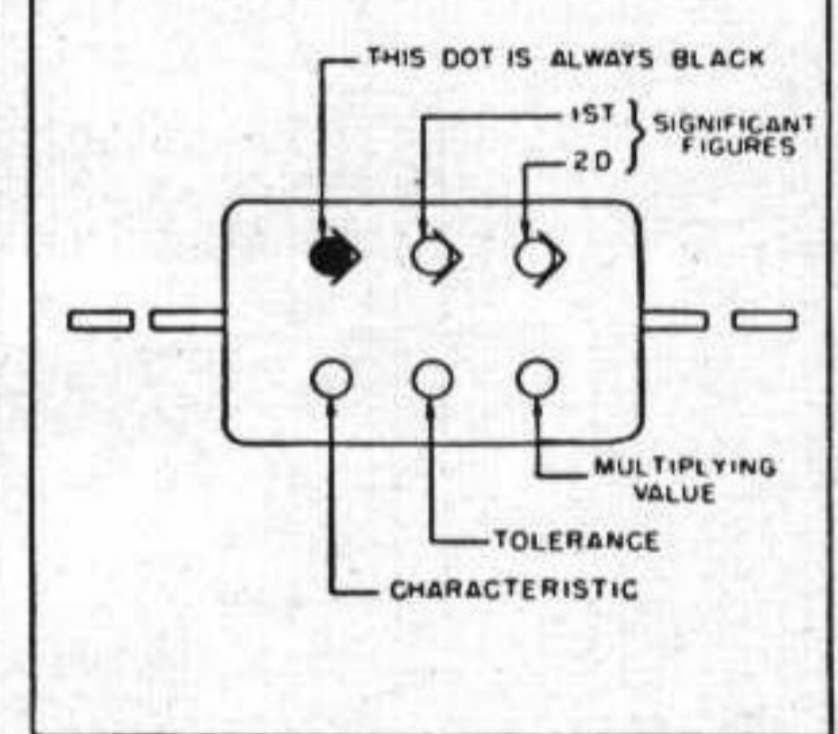 THIS DOT IS ALWAYS BLACK
1ST
2D
SIGNIFICANT
FIGURES
MULTIPLYING
VALUE
TOLERANCE
CHARACTERISTIC